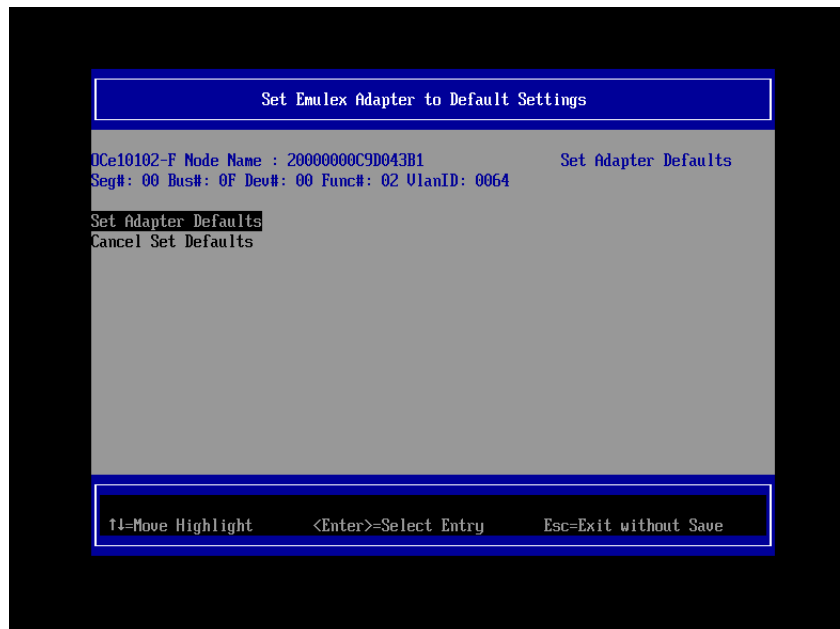 Set Emulex Adapter to Default Settings
OCe10102-F Node Name : 20000000C9D043B1 Set Adapter Defaults
Seg#: 00 Bus#: 0F Dev#: 00 Func#: 02 VlanID: 0064
Set Adapter Defaults
Cancel Set Defaults
↑↓=Move Highlight <Enter>=Select Entry Esc=Exit without Save